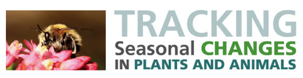 TRACKING
Seasonal CHANGES
IN PLANTS AND ANIMALS